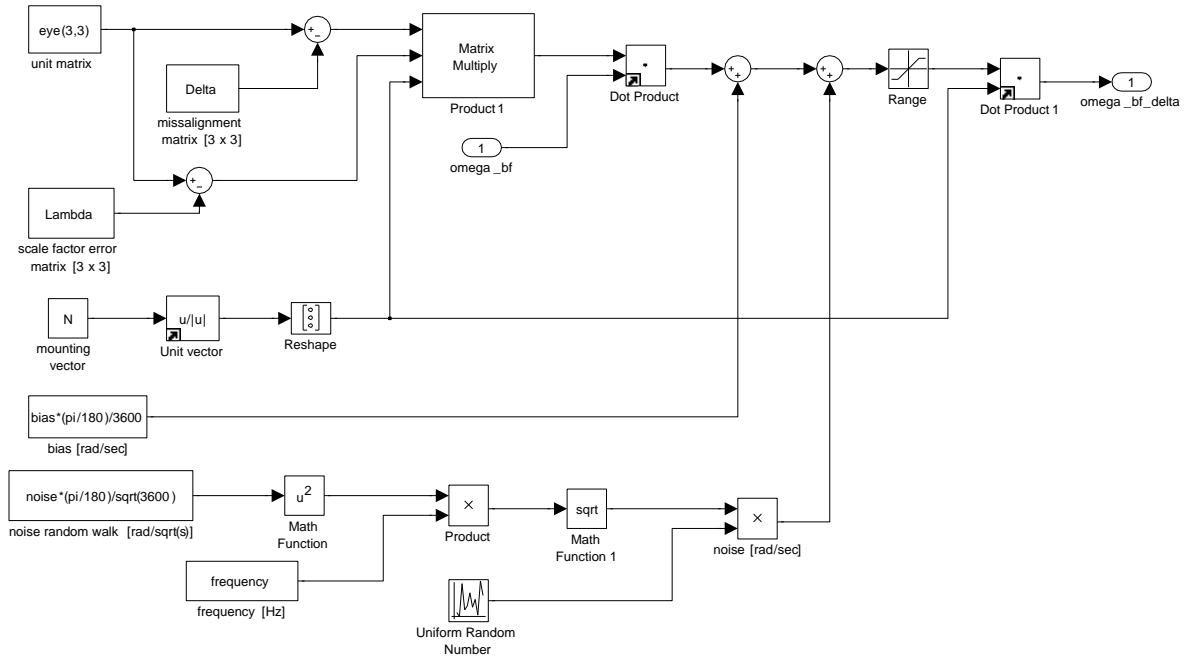 eye(3,3)
unit matrix
+
−
Matrix
Multiply
Product 1
Delta
missalignment
matrix [3 x 3]
Dot Product
+
+
+
+
Range
Dot Product 1
1
omega _bf_delta
1
omega _bf
+
−
Lambda
scale factor error
matrix [3 x 3]
N
mounting
vector
u/|u|
Unit vector
Reshape
bias*(pi/180)/3600
bias [rad/sec]
noise*(pi/180)/sqrt(3600)
noise random walk [rad/sqrt(s)]
u²
Math
Function
×
Product
sqrt
Math
Function 1
×
noise [rad/sec]
frequency
frequency [Hz]
Uniform Random
Number